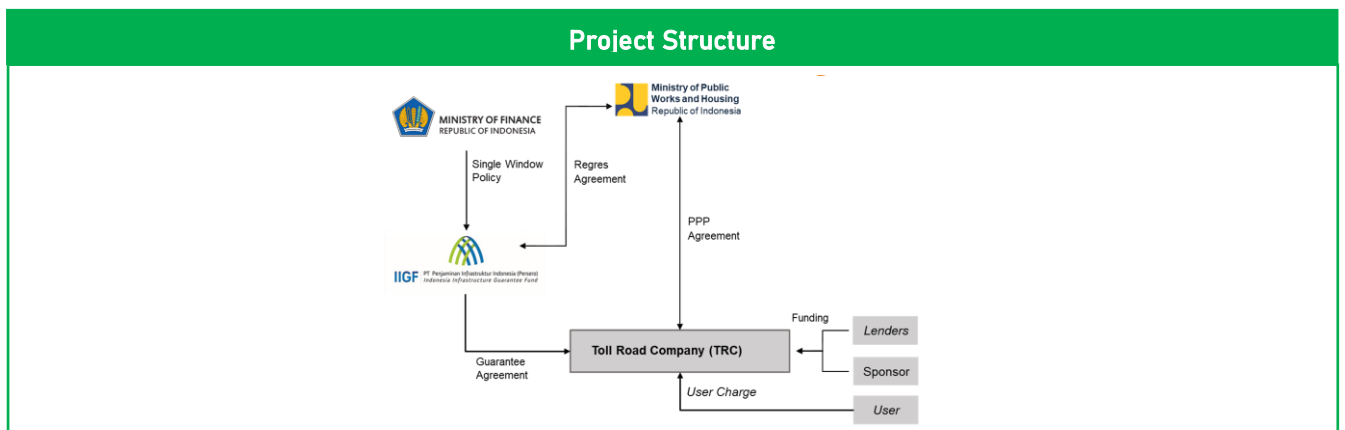 Project Structure
Ministry of Public
Works and Housing
Republic of Indonesia
MINISTRY OF FINANCE
REPUBLIC OF INDONESIA
Single Window
Policy
Regres
Agreement
PPP
Agreement
IIGF
PT Penjaminan Infrastruktur Indonesia (Persero)
Indonesia Infrastructure Guarantee Fund
Funding
Lenders
Toll Road Company (TRC)
Sponsor
Guarantee
Agreement
User Charge
User